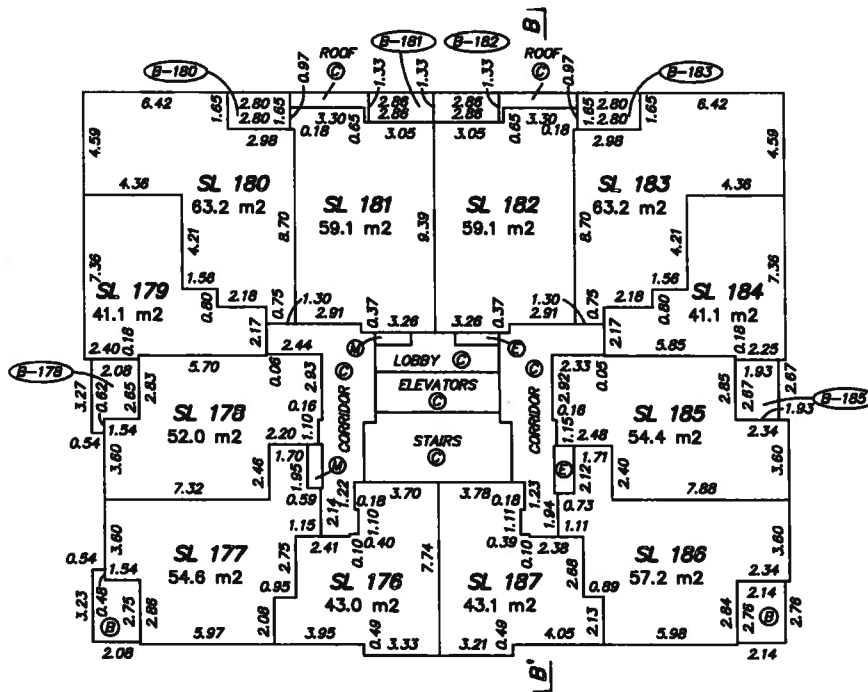 B
B-181
B-182
ROOF
C
ROOF
C
B-180
B-183
0.97
1.33
1.33
1.33
0.97
6.42
1.65
2.80
2.80
1.65
2.86
2.86
2.86
2.86
1.65
2.80
2.80
1.65
6.42
3.30
0.18
0.65
3.05
3.05
0.65
3.30
0.18
2.98
2.98
4.59
4.59
4.36
4.36
SL 180
63.2 m2
SL 181
59.1 m2
SL 182
59.1 m2
SL 183
63.2 m2
4.21
8.70
9.39
8.70
4.21
7.36
7.36
1.56
1.56
SL 179
41.1 m2
SL 184
41.1 m2
0.80
2.18
0.75
1.30
2.91
0.37
3.26
3.26
0.37
2.91
1.30
0.75
2.18
0.80
2.17
2.17
0.18
0.18
M
E
2.40
5.70
2.44
LOBBY C
2.33
5.85
2.25
B-178
2.08
2.83
0.06
2.93
CORRIDOR C
ELEVATORS
C
CORRIDOR
C
2.92
0.05
2.85
1.93
2.67
2.67
B-185
3.27
0.62
2.65
1.93
SL 178
52.0 m2
SL 185
54.4 m2
0.16
0.16
1.54
0.54
1.10
1.15
2.34
STAIRS
C
3.60
2.20
1.70
M
E
2.48
1.71
2.46
1.95
2.12
2.40
7.32
0.59
1.22
3.70
3.78
1.23
0.73
7.88
0.18
0.18
2.14
1.10
1.11
1.94
3.60
1.15
2.41
0.10
0.40
0.39
0.10
2.38
1.11
3.60
0.54
1.54
SL 177
54.6 m2
2.75
7.74
2.68
SL 186
57.2 m2
2.34
SL 176
43.0 m2
SL 187
43.1 m2
3.23
0.48
B
2.75
2.86
0.95
0.89
2.84
2.14
2.76
B
2.76
2.08
2.13
5.97
3.95
0.49
0.49
4.05
5.98
2.08
3.33
3.21
2.14
B'